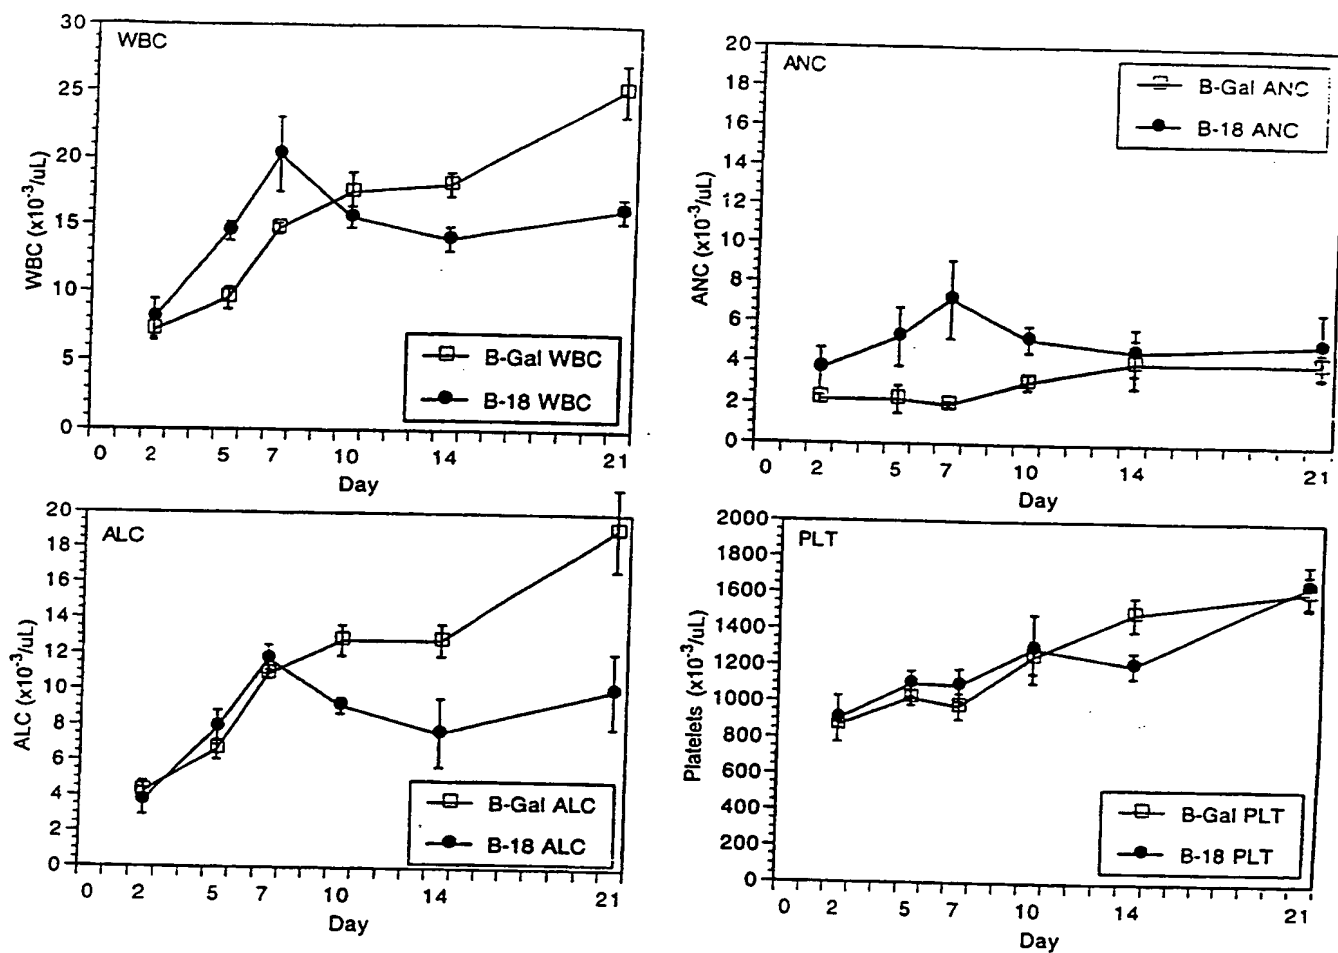 WBC
30
25
20
15
10
5
0
WBC (x10-3/uL)
B-Gal WBC
B-18 WBC
0 2 5 7 10 14 21
Day
ANC
20
18
16
14
12
10
8
6
4
2
0
ANC (x10-3/uL)
B-Gal ANC
B-18 ANC
0 2 5 7 10 14 21
Day
ALC
20
18
16
14
12
10
8
6
4
2
0
ALC (x10-3/uL)
B-Gal ALC
B-18 ALC
0 2 5 7 10 14 21
Day
PLT
2000
1800
1600
1400
1200
1000
800
600
400
200
0
Platelets (x10-3/uL)
B-Gal PLT
B-18 PLT
0 2 5 7 10 14 21
Day